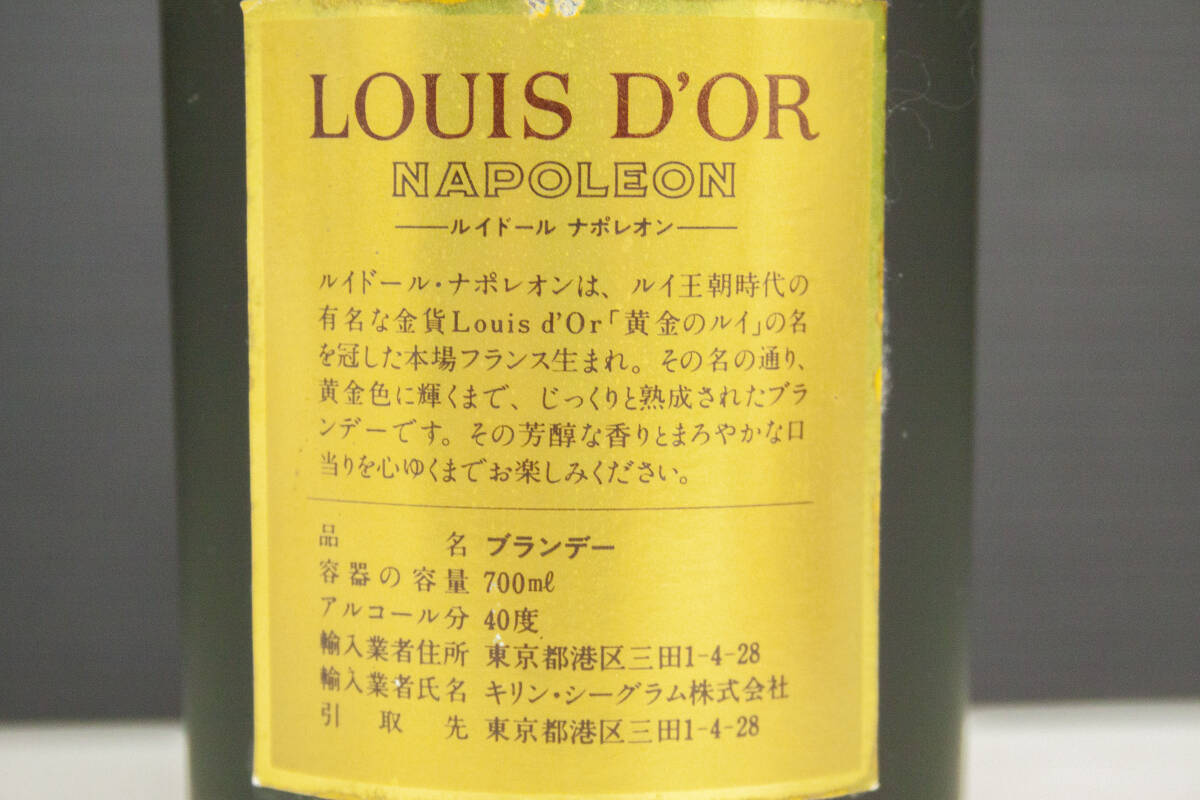 LOUIS D'OR
NAPOLEON
ルイドール ナポレオン
ルイドール・ナポレオンは、ルイ王朝時代の
有名な金貨Louis d'Or「黄金のルイ」の名
を冠した本場フランス生まれ。その名の通り、
黄金色に輝くまで、じっくりと熟成されたブラ
ンデーです。その芳醇な香りとまろやかな口
当りを心ゆくまでお楽しみください。
品名 ブランデー
容器の容量 700mℓ
アルコール分 40度
輸入業者住所 東京都港区三田1-4-28
輸入業者氏名 キリン・シーグラム株式会社
引取先 東京都港区三田1-4-28